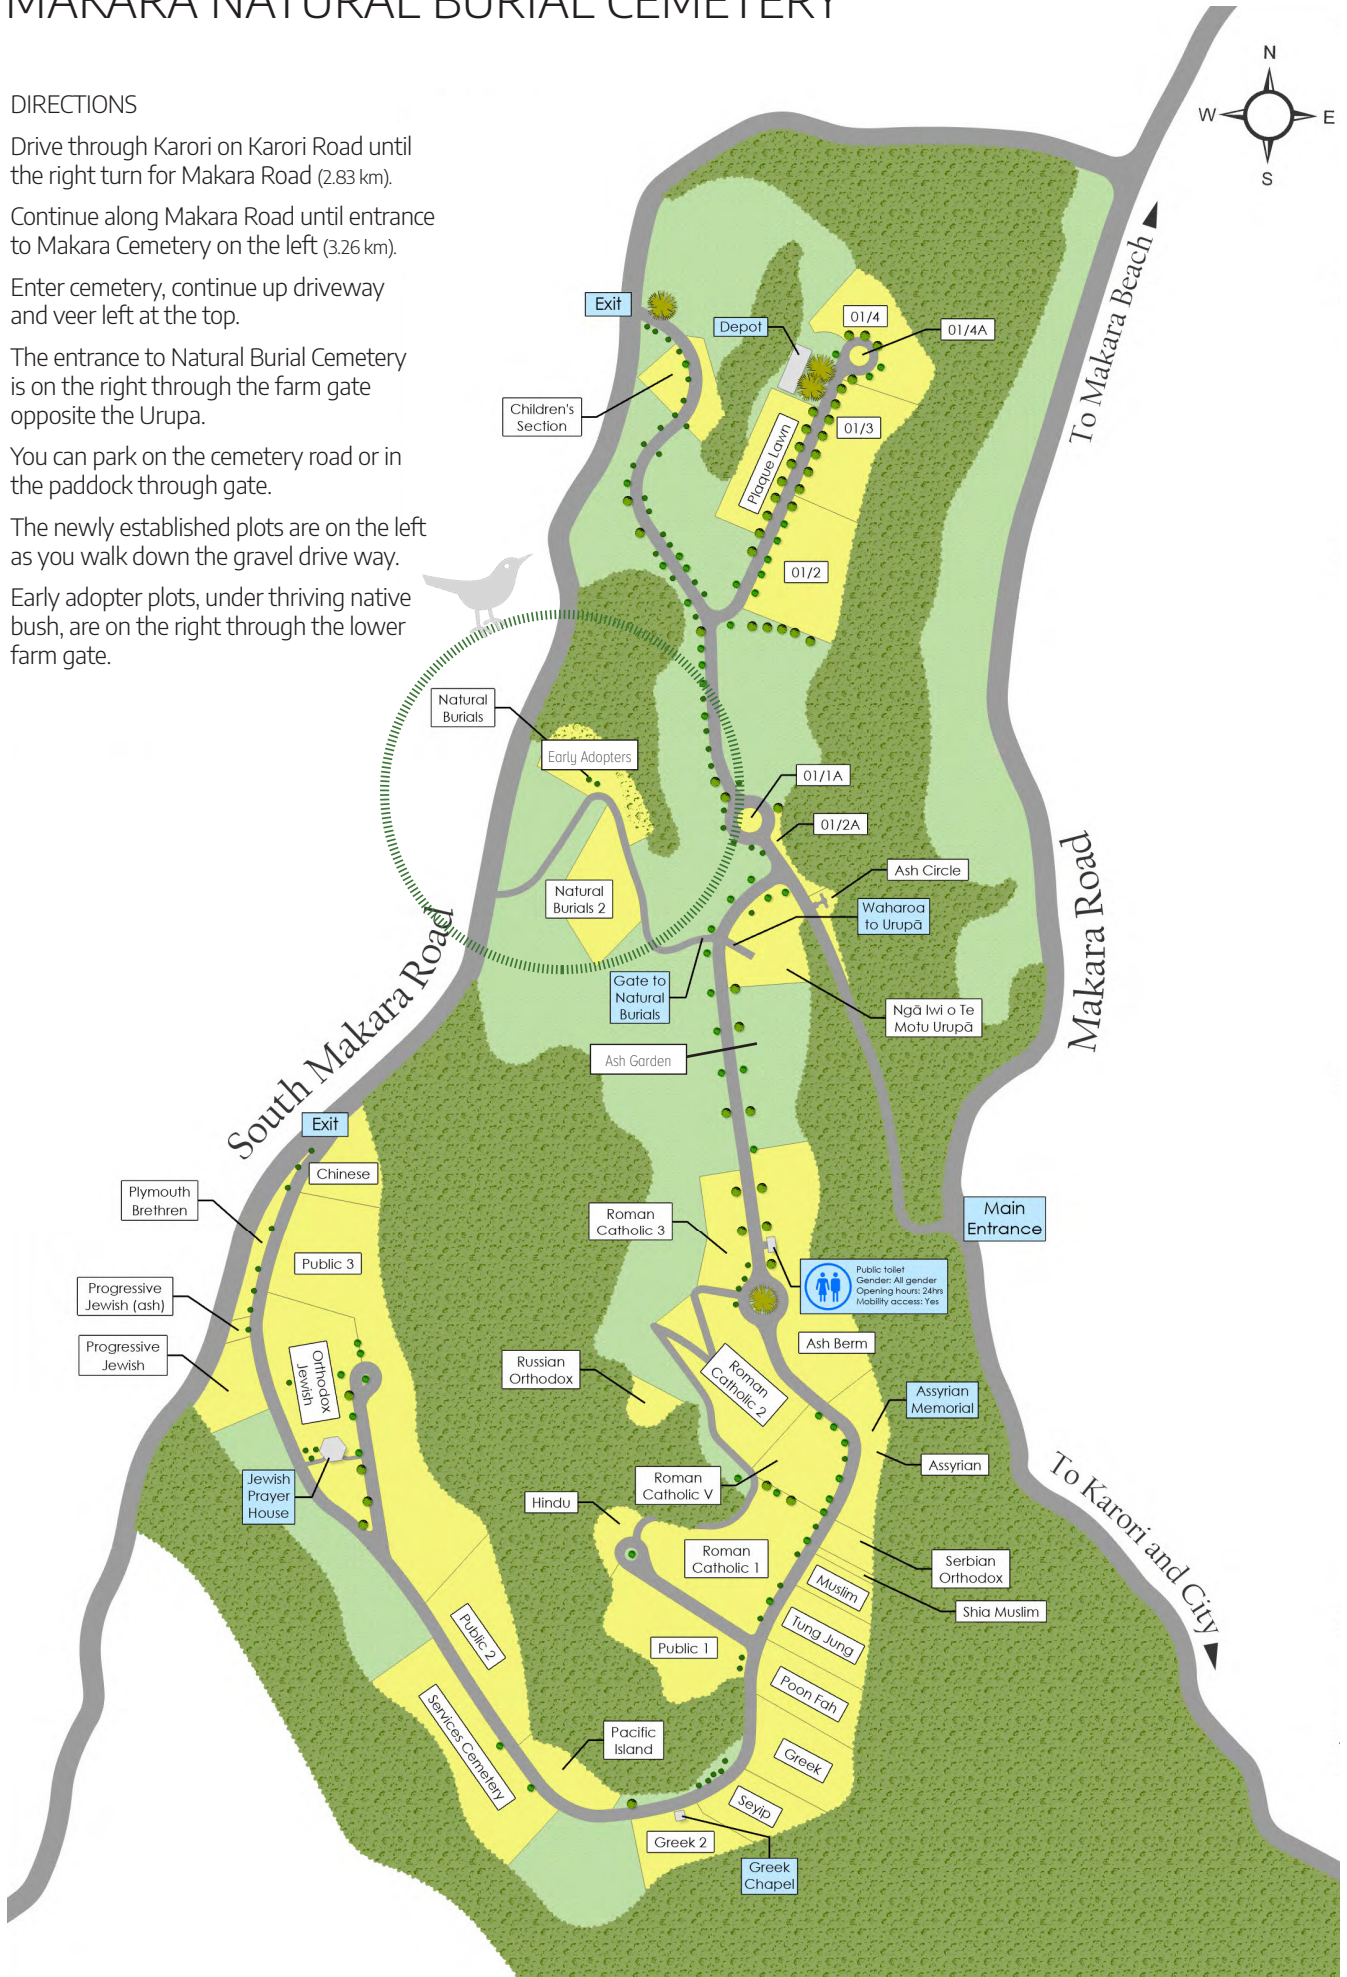 MAKARA NATURAL BURIAL CEMETERY
DIRECTIONS
Drive through Karori on Karori Road until
the right turn for Makara Road (2.83 km).
Continue along Makara Road until entrance
to Makara Cemetery on the left (3.26 km).
Enter cemetery, continue up driveway
and veer left at the top.
The entrance to Natural Burial Cemetery
is on the right through the farm gate
opposite the Urupa.
You can park on the cemetery road or in
the paddock through gate.
The newly established plots are on the left
as you walk down the gravel drive way.
Early adopter plots, under thriving native
bush, are on the right through the lower
farm gate.
N
W
E
S
To Makara Beach
Exit
Depot
01/4
01/4A
Children's
Section
Plaque Lawn
01/3
01/2
Natural
Burials
Early Adopters
01/1A
01/2A
Ash Circle
Natural
Burials 2
Waharoa
to Urupā
Makara Road
South Makara Road
Gate to
Natural
Burials
Ngā Iwi o Te
Motu Urupā
Ash Garden
Exit
Chinese
Plymouth
Brethren
Roman
Catholic 3
Main
Entrance
Public 3
Public toilet
Gender: All gender
Opening hours: 24hrs
Mobility access: Yes
Progressive
Jewish (ash)
Ash Berm
Progressive
Jewish
Orthodox
Jewish
Russian
Orthodox
Roman
Catholic 2
Assyrian
Memorial
Assyrian
Jewish
Prayer
House
Roman
Catholic V
Hindu
To Karori and City
Roman
Catholic 1
Serbian
Orthodox
Muslim
Shia Muslim
Tung Jung
Public 2
Public 1
Poon Fah
Services Cemetery
Pacific
Island
Greek
Seyip
Greek 2
Greek
Chapel